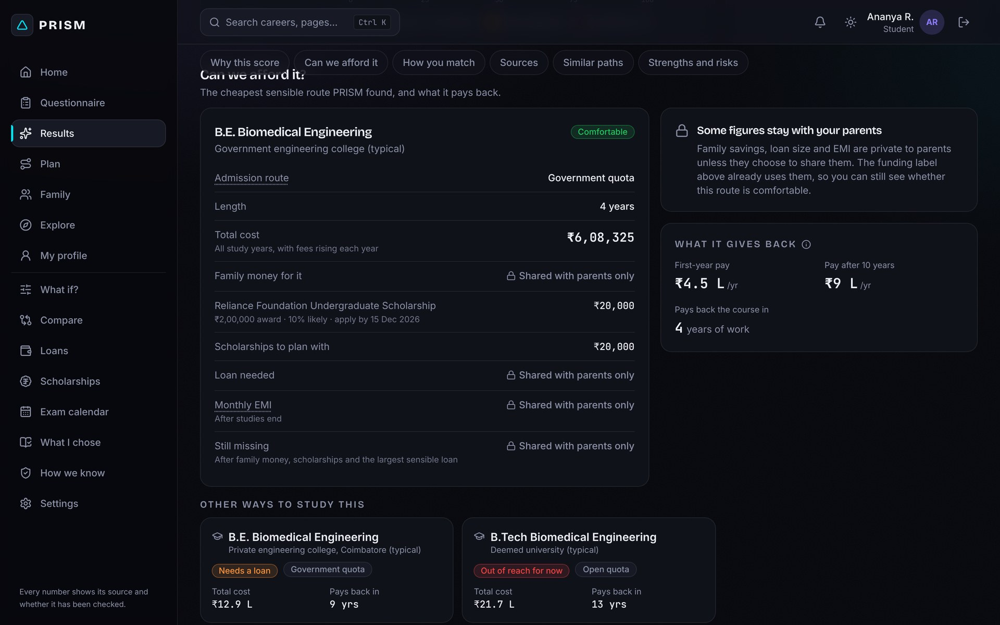 PRISM
Search careers, pages...
Ctrl K
Ananya R.
Student
AR
Home
Questionnaire
Results
Plan
Family
Explore
My profile
What if?
Compare
Loans
Scholarships
Exam calendar
What I chose
How we know
Settings
Every number shows its source and
whether it has been checked.
Why this score
Can we afford it
How you match
Sources
Similar paths
Strengths and risks
Can we afford it?
The cheapest sensible route PRISM found, and what it pays back.
B.E. Biomedical Engineering
Comfortable
Government engineering college (typical)
Admission route
Government quota
Length
4 years
Total cost
₹6,08,325
All study years, with fees rising each year
Family money for it
Shared with parents only
Reliance Foundation Undergraduate Scholarship
₹20,000
₹2,00,000 award · 10% likely · apply by 15 Dec 2026
Scholarships to plan with
₹20,000
Loan needed
Shared with parents only
Monthly EMI
Shared with parents only
After studies end
Still missing
Shared with parents only
After family money, scholarships and the largest sensible loan
Some figures stay with your parents
Family savings, loan size and EMI are private to parents
unless they choose to share them. The funding label
above already uses them, so you can still see whether
this route is comfortable.
WHAT IT GIVES BACK
First-year pay
Pay after 10 years
₹4.5 L /yr
₹9 L /yr
Pays back the course in
4 years of work
OTHER WAYS TO STUDY THIS
B.E. Biomedical Engineering
Private engineering college, Coimbatore (typical)
Needs a loan
Government quota
Total cost
Pays back in
₹12.9 L
9 yrs
B.Tech Biomedical Engineering
Deemed university (typical)
Out of reach for now
Open quota
Total cost
Pays back in
₹21.7 L
13 yrs